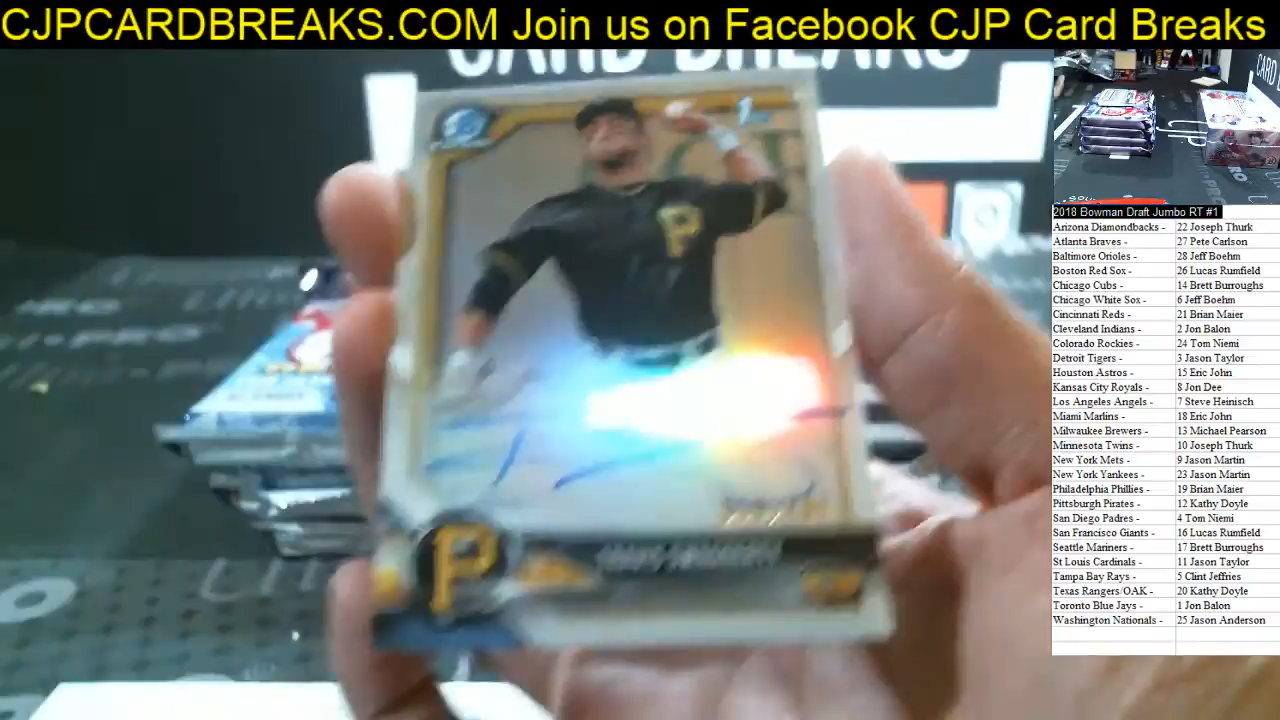 CJPCARDBREAKS.COM Join us on Facebook CJP Card Breaks
CARD BREAKS
CARD
CJP
1st
P
P
2018 Bowman Draft Jumbo RT #1
Arizona Diamondbacks - 22 Joseph Thurk
Atlanta Braves - 27 Pete Carlson
Baltimore Orioles - 28 Jeff Boehm
Boston Red Sox - 26 Lucas Rumfield
Chicago Cubs - 14 Brett Burroughs
Chicago White Sox - 6 Jeff Boehm
Cincinnati Reds - 21 Brian Maier
Cleveland Indians - 2 Jon Balon
Colorado Rockies - 24 Tom Niemi
Detroit Tigers - 3 Jason Taylor
Houston Astros - 15 Eric John
Kansas City Royals - 8 Jon Dee
Los Angeles Angels - 7 Steve Heinisch
Miami Marlins - 18 Eric John
Milwaukee Brewers - 13 Michael Pearson
Minnesota Twins - 10 Joseph Thurk
New York Mets - 9 Jason Martin
New York Yankees - 23 Jason Martin
Philadelphia Phillies - 19 Brian Maier
Pittsburgh Pirates - 12 Kathy Doyle
San Diego Padres - 4 Tom Niemi
San Francisco Giants - 16 Lucas Rumfield
Seattle Mariners - 17 Brett Burroughs
St Louis Cardinals - 11 Jason Taylor
Tampa Bay Rays - 5 Clint Jeffries
Texas Rangers/OAK - 20 Kathy Doyle
Toronto Blue Jays - 1 Jon Balon
Washington Nationals - 25 Jason Anderson